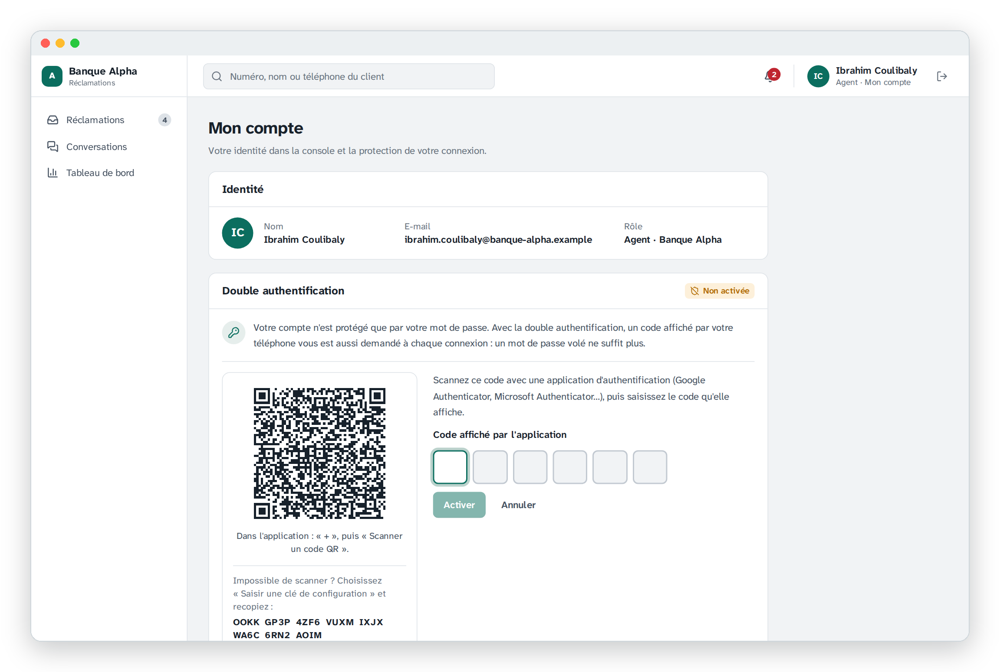 A
Banque Alpha
Réclamations
Numéro, nom ou téléphone du client
2
IC
Ibrahim Coulibaly
Agent · Mon compte
Réclamations
4
Conversations
Tableau de bord
Mon compte
Votre identité dans la console et la protection de votre connexion.
Identité
IC
Nom
Ibrahim Coulibaly
E-mail
ibrahim.coulibaly@banque-alpha.example
Rôle
Agent · Banque Alpha
Double authentification
Non activée
Votre compte n'est protégé que par votre mot de passe. Avec la double authentification, un code affiché par votre
téléphone vous est aussi demandé à chaque connexion : un mot de passe volé ne suffit plus.
Dans l'application : « + », puis « Scanner
un code QR ».
Impossible de scanner ? Choisissez
« Saisir une clé de configuration » et
recopiez :
OOKK GP3P 4ZF6 VUXM IXJX
WA6C 6RN2 AOIM
Scannez ce code avec une application d'authentification (Google
Authenticator, Microsoft Authenticator…), puis saisissez le code qu'elle
affiche.
Code affiché par l'application
Activer
Annuler